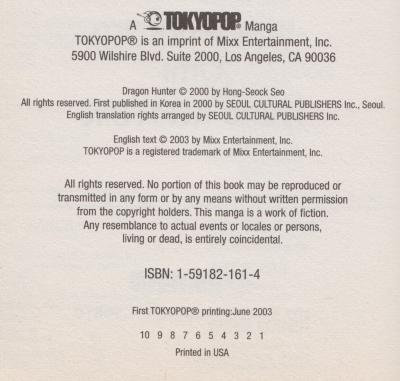 A TOKYOPOP® Manga
TOKYOPOP® is an imprint of Mixx Entertainment, Inc.
5900 Wilshire Blvd. Suite 2000, Los Angeles, CA 90036
Dragon Hunter © 2000 by Hong-Seock Seo
All rights reserved. First published in Korea in 2000 by SEOUL CULTURAL PUBLISHERS Inc., Seoul.
English translation rights arranged by SEOUL CULTURAL PUBLISHERS Inc.
English text © 2003 by Mixx Entertainment, Inc.
TOKYOPOP is a registered trademark of Mixx Entertainment, Inc.
All rights reserved. No portion of this book may be reproduced or
transmitted in any form or by any means without written permission
from the copyright holders. This manga is a work of fiction.
Any resemblance to actual events or locales or persons,
living or dead, is entirely coincidental.
ISBN: 1-59182-161-4
First TOKYOPOP® printing:June 2003
10 9 8 7 6 5 4 3 2 1
Printed in USA